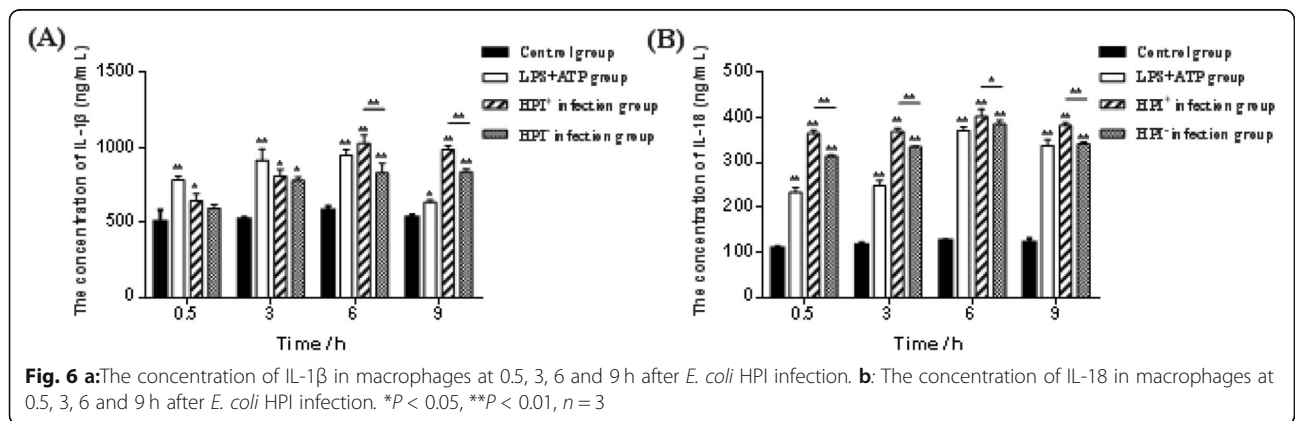 (A)
The concentration of IL-1β (ng/mL)
1500
1000
500
0
** * ** * * ** ** ** ** * ** ** **
0.5 3 6 9
Time/h
Control group
LPS+ATP group
HPI⁺ infection group
HPI infection group
(B)
The concentration of IL-18 (ng/mL)
500
400
300
200
100
0
** ** ** ** ** ** ** ** ** ** ** * ** ** ** **
0.5 3 6 9
Time/h
Control group
LPS+ATP group
HPI⁺ infection group
HPI⁻ infection group
Fig. 6 a:The concentration of IL-1β in macrophages at 0.5, 3, 6 and 9 h after E. coli HPI infection. b: The concentration of IL-18 in macrophages at
0.5, 3, 6 and 9 h after E. coli HPI infection. *P < 0.05, **P < 0.01, n = 3